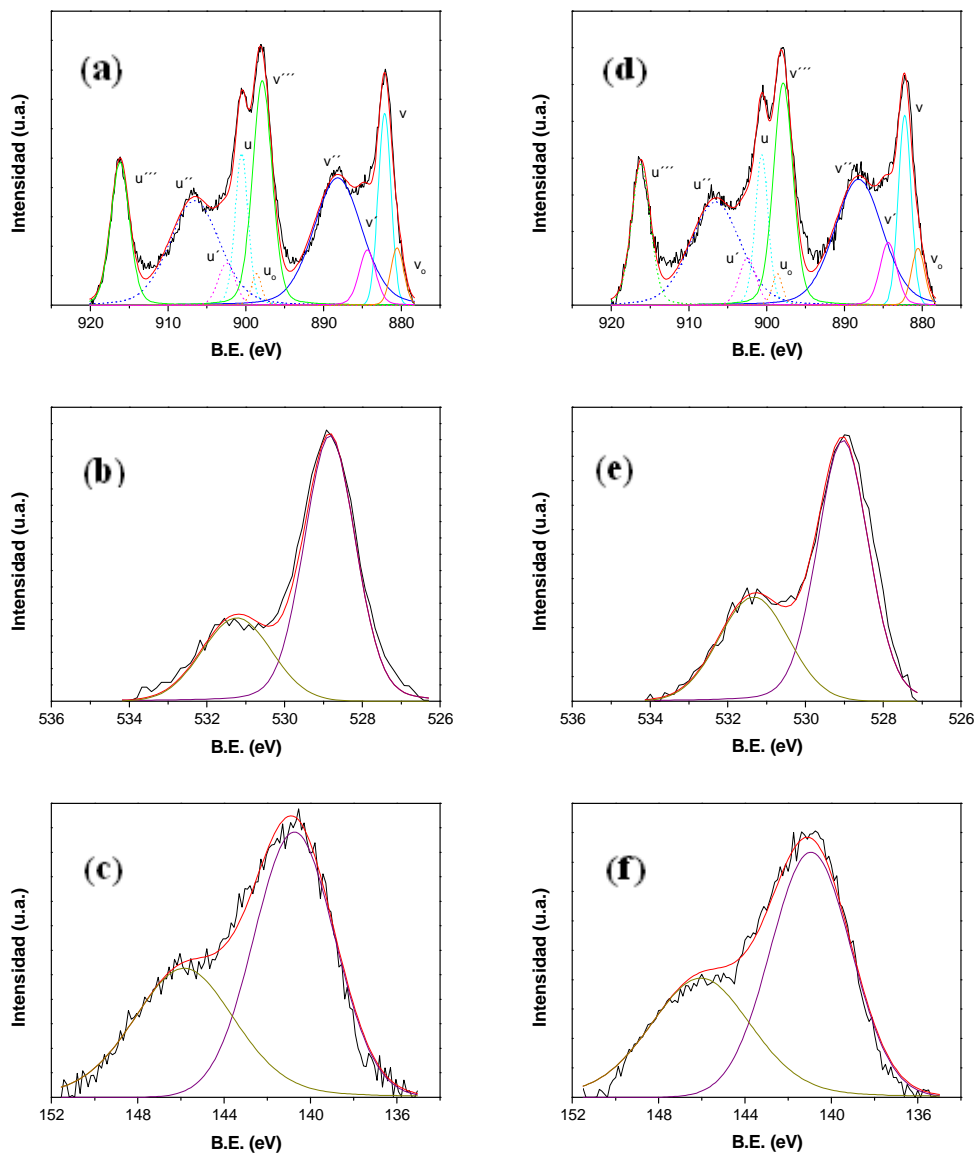 (a)
Intensidad (u.a.)
u´´´
u´´
u´
u
uo
v´´´
v´´
v´
v
vo
920 910 900 890 880
B.E. (eV)
(d)
Intensidad (u.a.)
u´´´
u´´
u´
u
uo
v´´´
v´´
v´
v
vo
920 910 900 890 880
B.E. (eV)
(b)
Intensidad (u.a.)
536 534 532 530 528 526
B.E. (eV)
(e)
Intensidad (u.a.)
536 534 532 530 528 526
B.E. (eV)
(c)
Intensidad (u.a.)
152 148 144 140 136
B.E. (eV)
(f)
Intensidad (u.a.)
152 148 144 140 136
B.E. (eV)